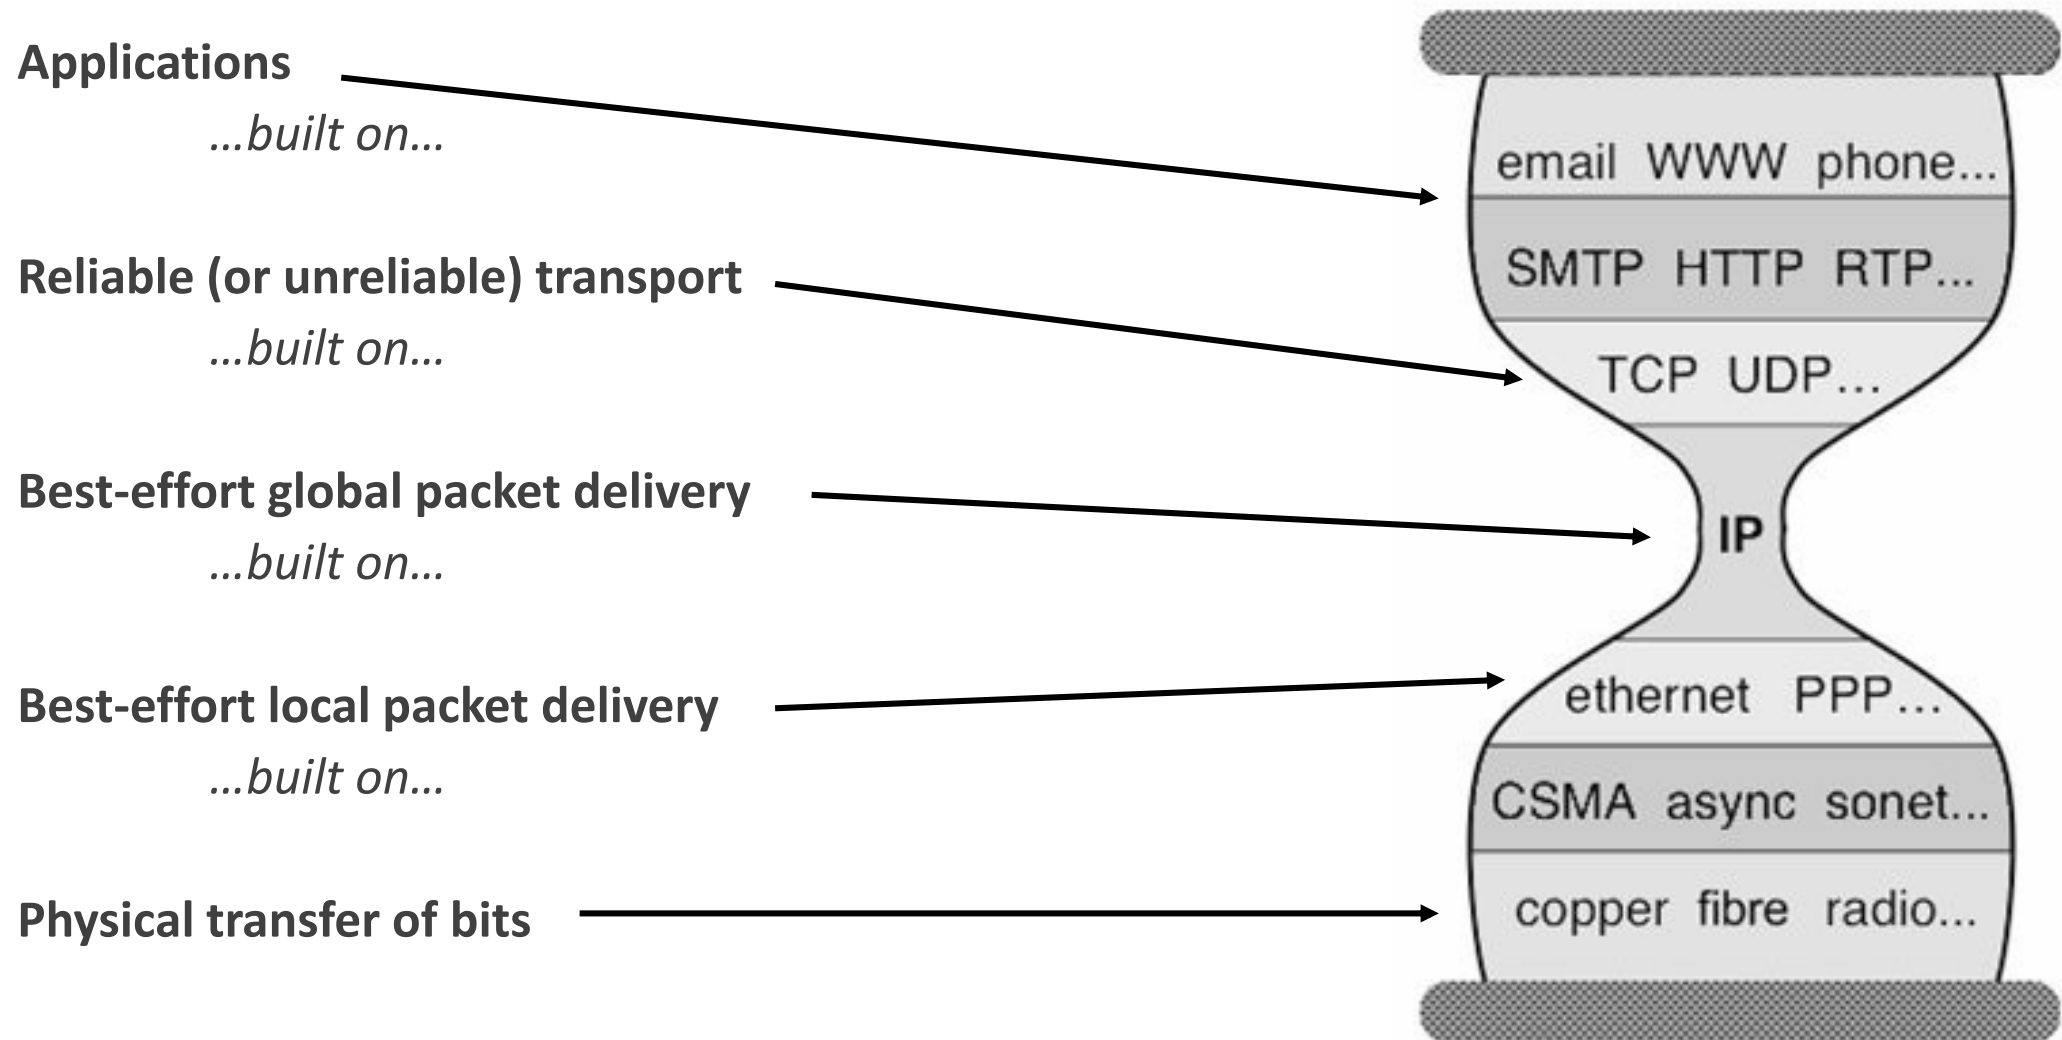 Applications
...built on...
Reliable (or unreliable) transport
...built on...
Best-effort global packet delivery
...built on...
Best-effort local packet delivery
...built on...
Physical transfer of bits
email WWW phone...
SMTP HTTP RTP...
TCP UDP...
IP
ethernet PPP...
CSMA async sonet...
copper fibre radio...